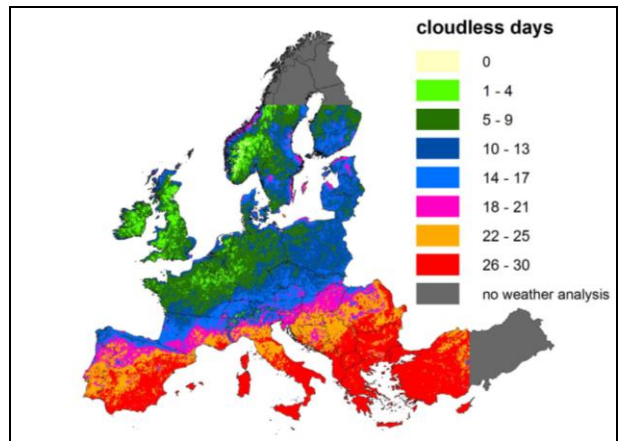 cloudless days
0
1 - 4
5 - 9
10 - 13
14 - 17
18 - 21
22 - 25
26 - 30
no weather analysis